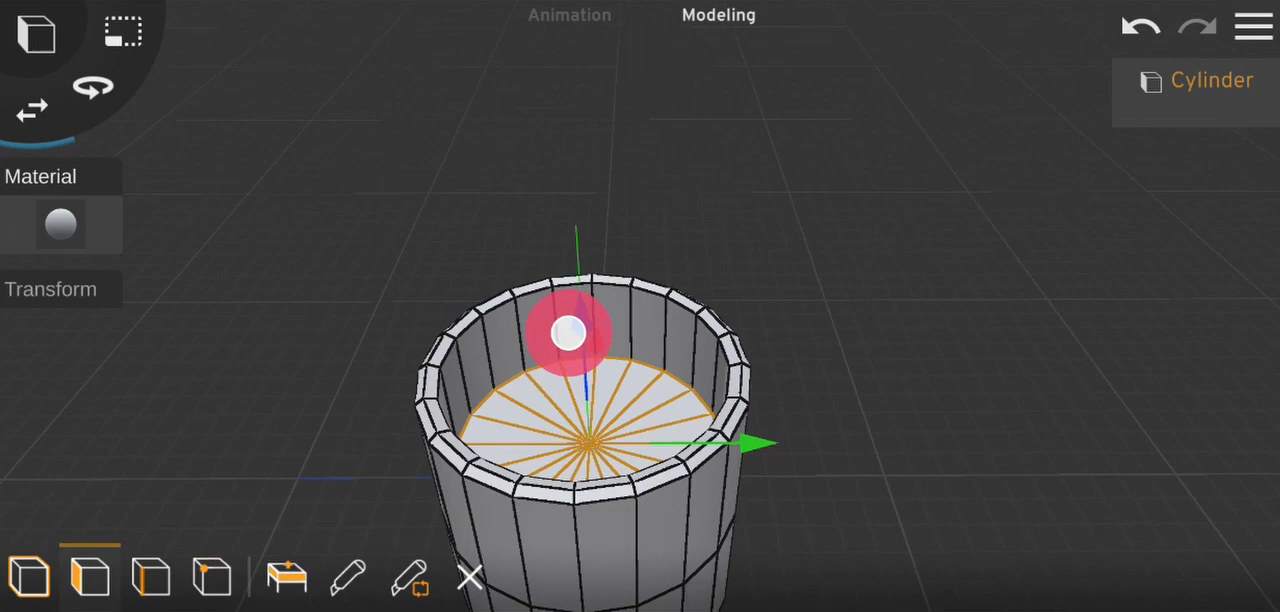 Animation
Modeling
Cylinder
Material
Transform